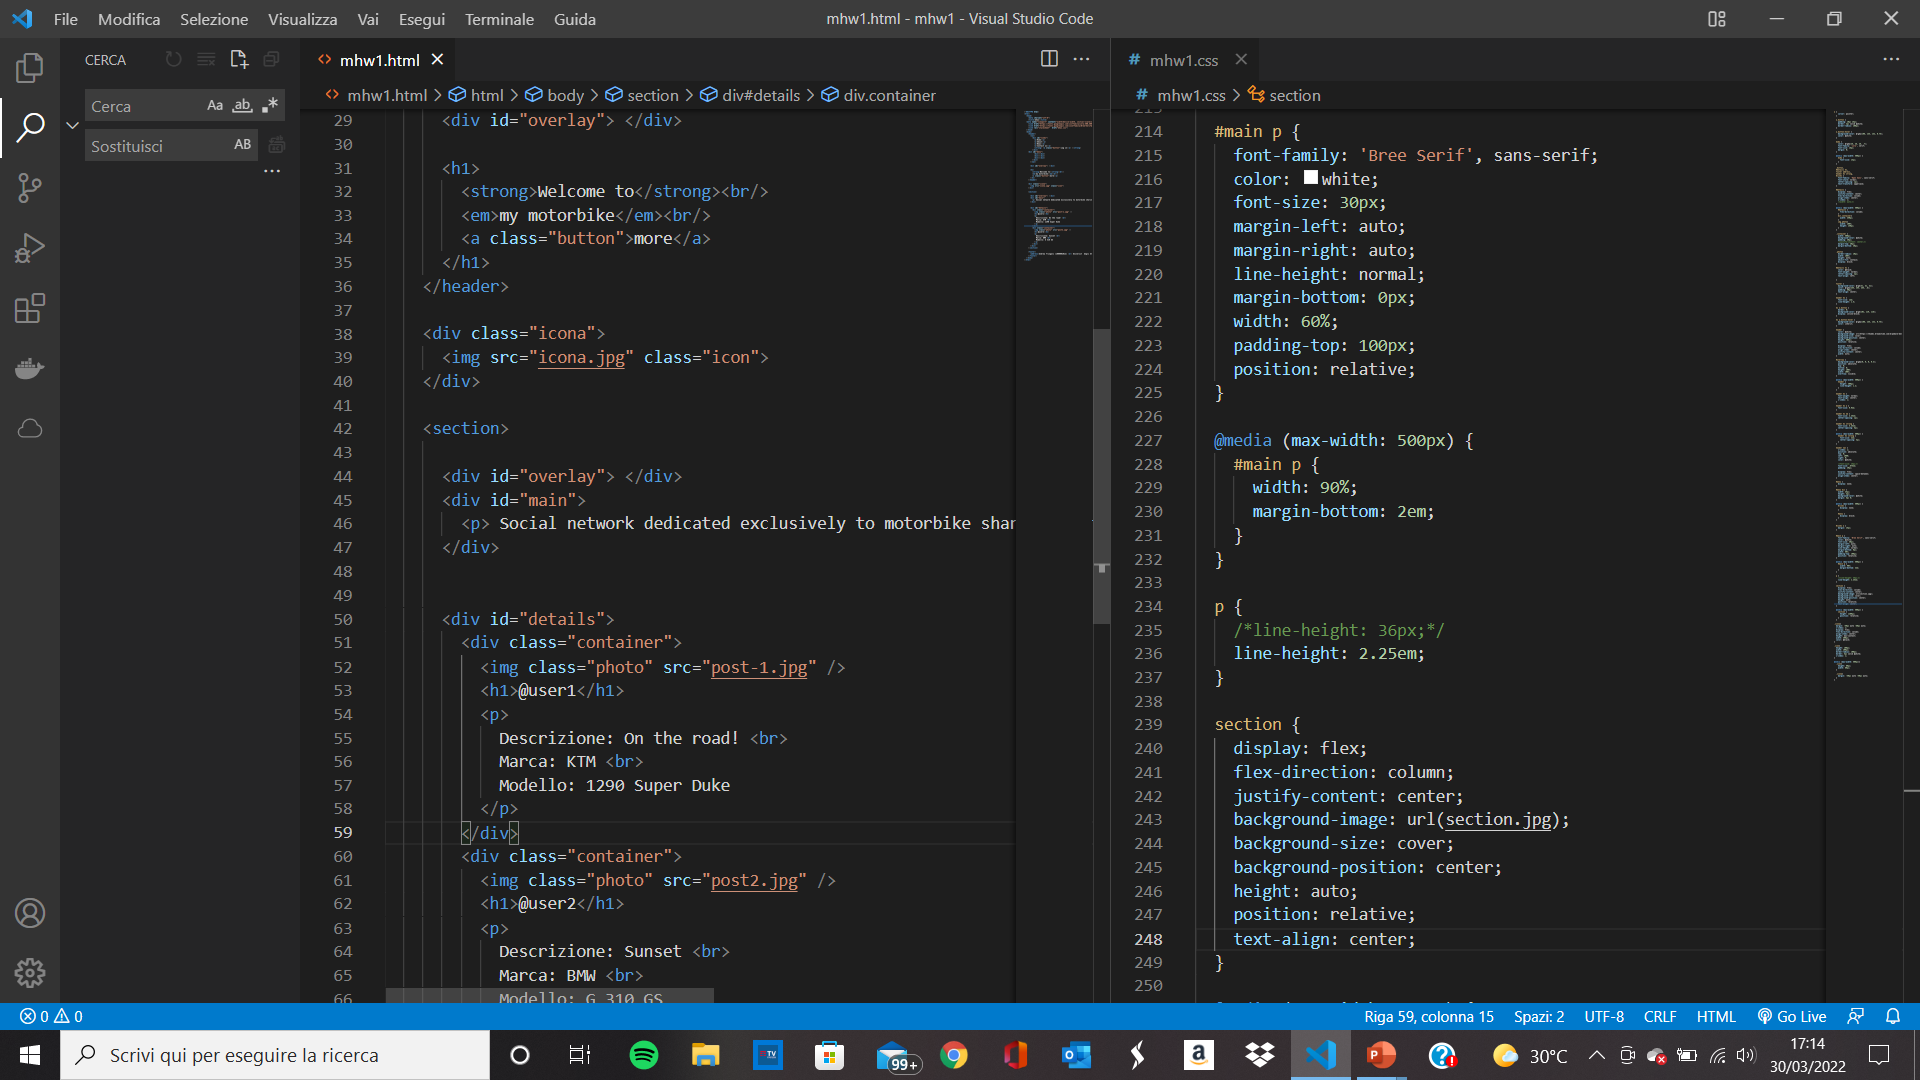 File Modifica Selezione Visualizza Vai Esegui Terminale Guida
mhw1.html - mhw1 - Visual Studio Code
CERCA
Cerca
Aa ab
Sostituisci
AB
mhw1.html
mhw1.html > html > body > section > div#details > div.container
29 <div id="overlay"> </div>
30
31 <h1>
32 <strong>Welcome to</strong><br/>
33 <em>my motorbike</em><br/>
34 <a class="button">more</a>
35 </h1>
36 </header>
37
38 <div class="icona">
39 <img src="icona.jpg" class="icon">
40 </div>
41
42 <section>
43
44 <div id="overlay"> </div>
45 <div id="main">
46 <p> Social network dedicated exclusively to motorbike shar
47 </div>
48
49
50 <div id="details">
51 <div class="container">
52 <img class="photo" src="post-1.jpg" />
53 <h1>@user1</h1>
54 <p>
55 Descrizione: On the road! <br>
56 Marca: KTM <br>
57 Modello: 1290 Super Duke
58 </p>
59 </div>
60 <div class="container">
61 <img class="photo" src="post2.jpg" />
62 <h1>@user2</h1>
63 <p>
64 Descrizione: Sunset <br>
65 Marca: BMW <br>
66 Modello: G 310 GS
mhw1.css
mhw1.css > section
213
214 #main p {
215 font-family: 'Bree Serif', sans-serif;
216 color: white;
217 font-size: 30px;
218 margin-left: auto;
219 margin-right: auto;
220 line-height: normal;
221 margin-bottom: 0px;
222 width: 60%;
223 padding-top: 100px;
224 position: relative;
225 }
226
227 @media (max-width: 500px) {
228 #main p {
229 width: 90%;
230 margin-bottom: 2em;
231 }
232 }
233
234 p {
235 /*line-height: 36px;*/
236 line-height: 2.25em;
237 }
238
239 section {
240 display: flex;
241 flex-direction: column;
242 justify-content: center;
243 background-image: url(section.jpg);
244 background-size: cover;
245 background-position: center;
246 height: auto;
247 position: relative;
248 text-align: center;
249 }
250
0 0
Riga 59, colonna 15 Spazi: 2 UTF-8 CRLF HTML Go Live
Scrivi qui per eseguire la ricerca
TV
99+
30°C
17:14
30/03/2022